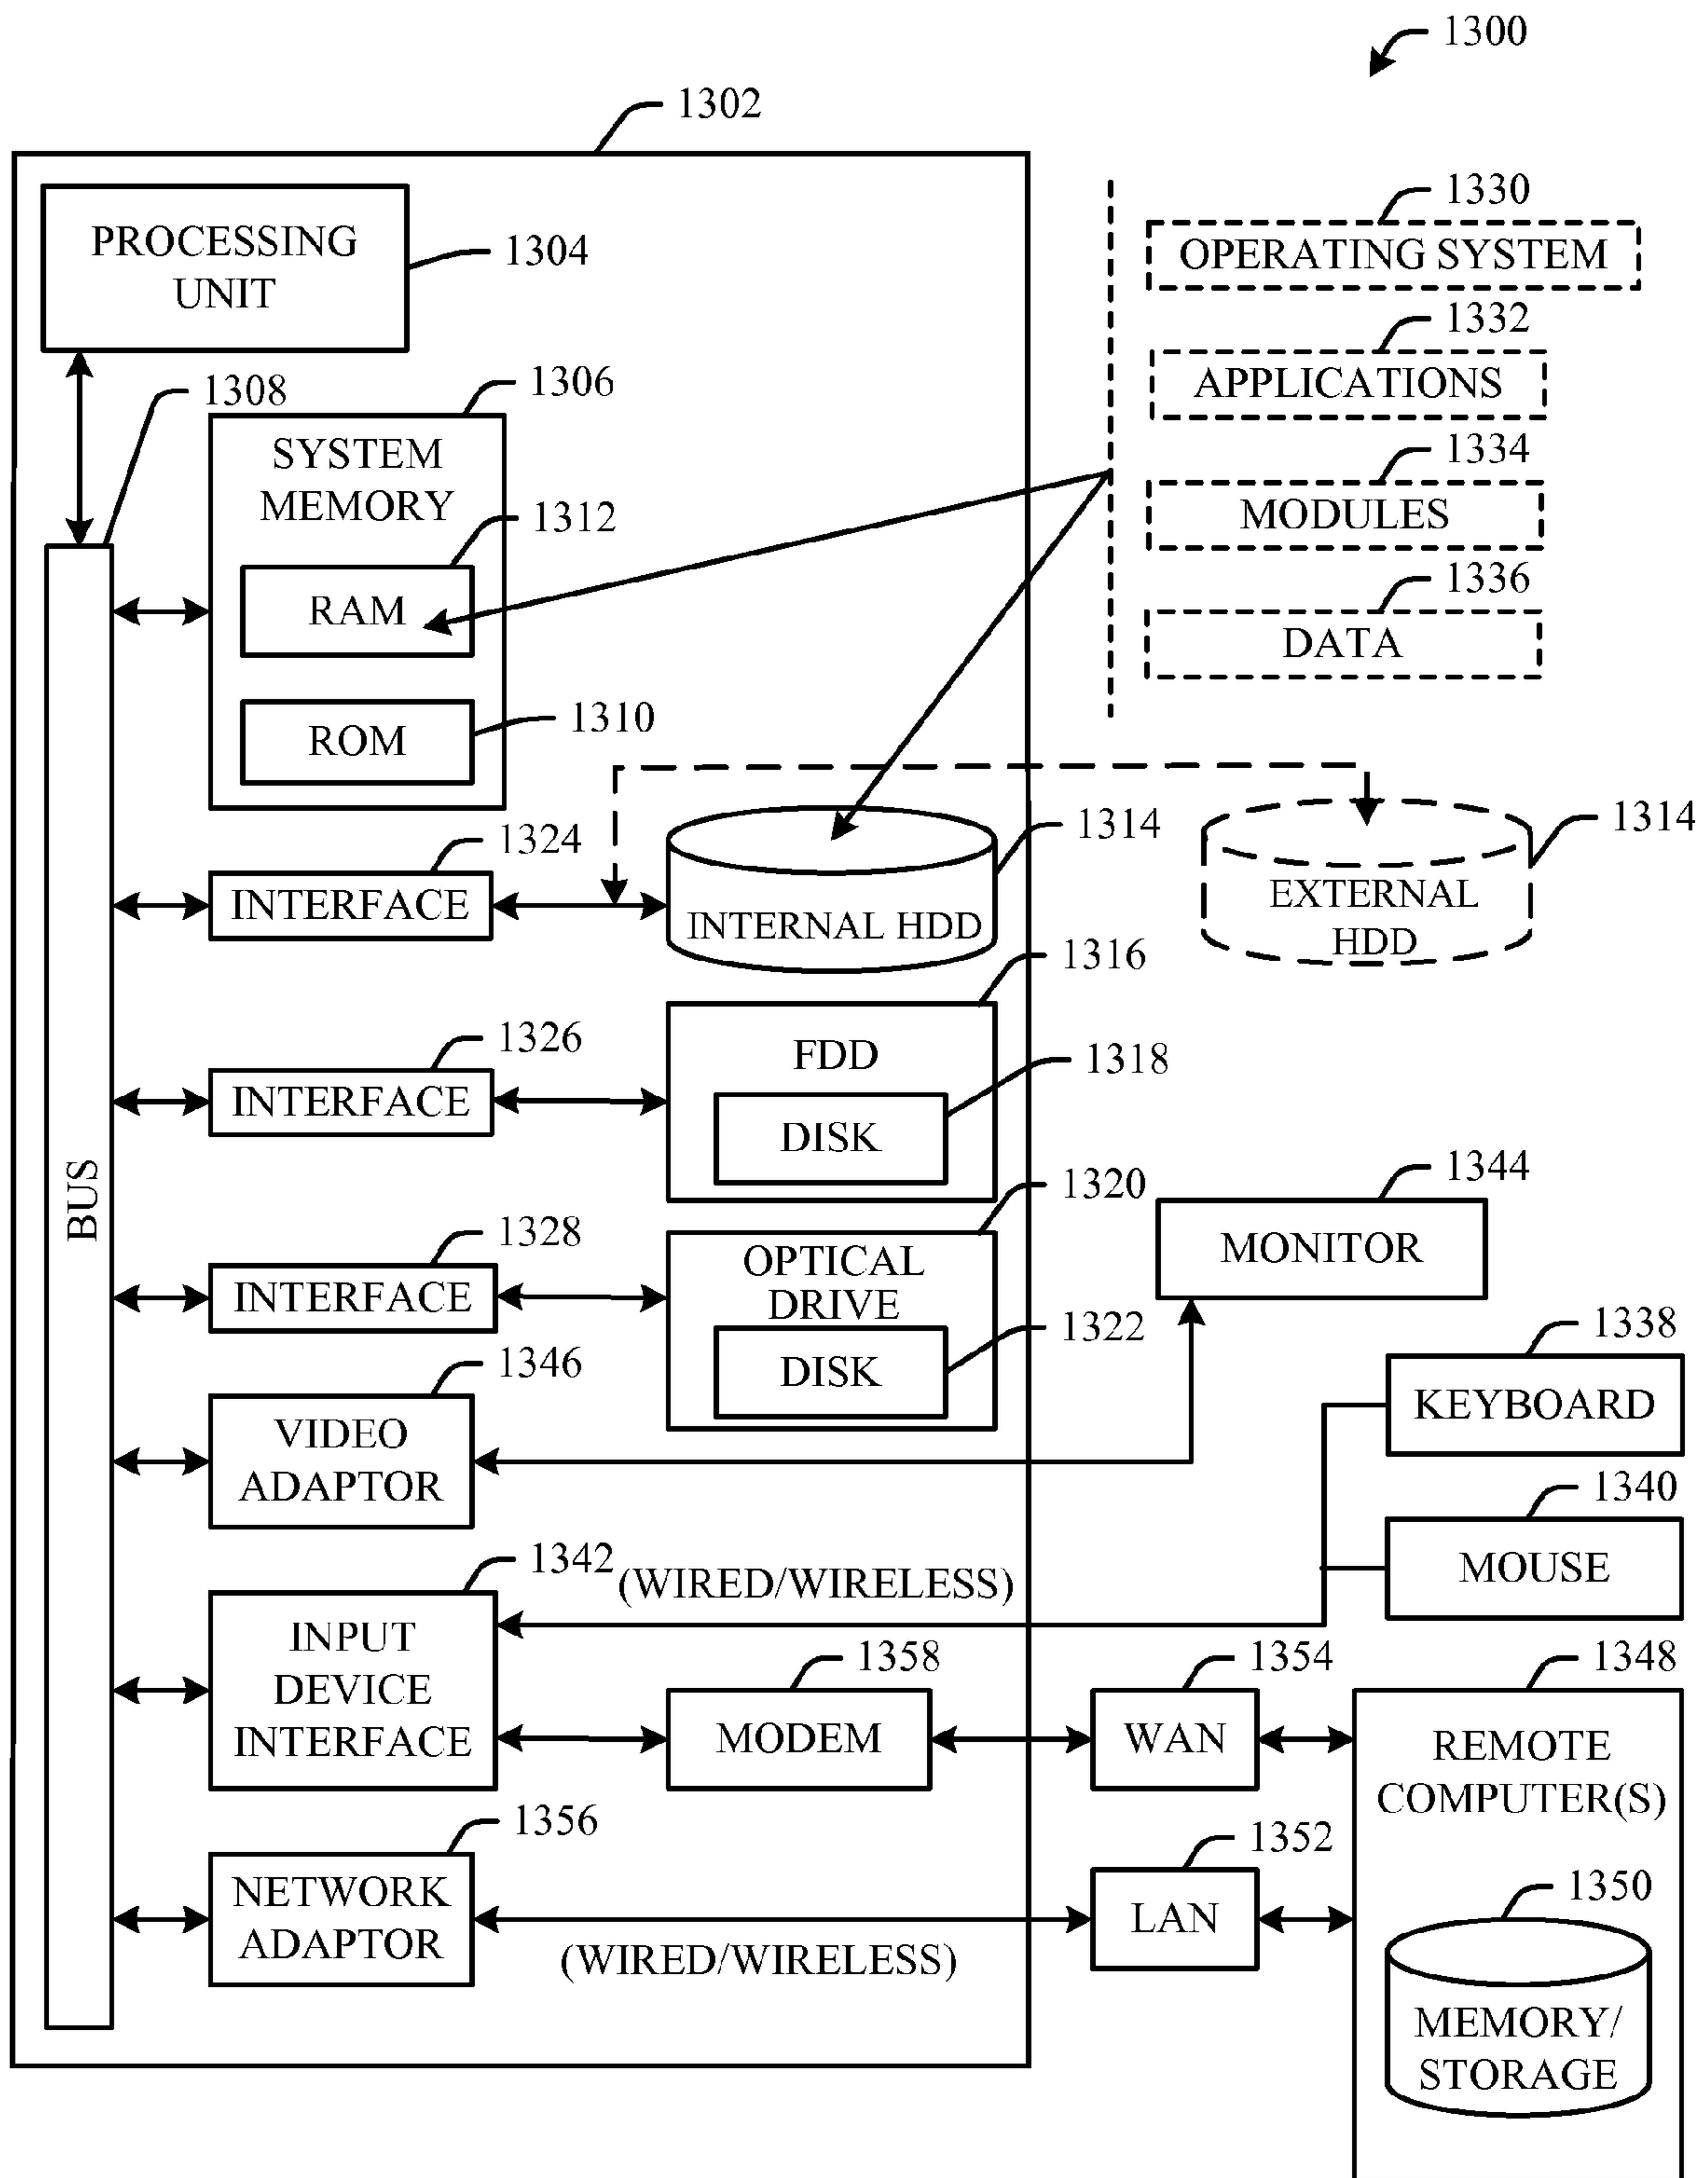 1300
1302
PROCESSING
UNIT
1304
1330
OPERATING SYSTEM
1332
APPLICATIONS
1334
MODULES
1336
DATA
1308
1306
SYSTEM
MEMORY
1312
RAM
1310
ROM
1324
INTERFACE
1314
INTERNAL HDD
1314
EXTERNAL
HDD
1316
FDD
1318
DISK
1326
INTERFACE
BUS
1320
OPTICAL
DRIVE
1322
DISK
1328
INTERFACE
1344
MONITOR
1346
VIDEO
ADAPTOR
1338
KEYBOARD
1340
MOUSE
1342
(WIRED/WIRELESS)
INPUT
DEVICE
INTERFACE
1358
MODEM
1354
WAN
1348
REMOTE
COMPUTER(S)
1356
NETWORK
ADAPTOR
(WIRED/WIRELESS)
1352
LAN
1350
MEMORY/
STORAGE